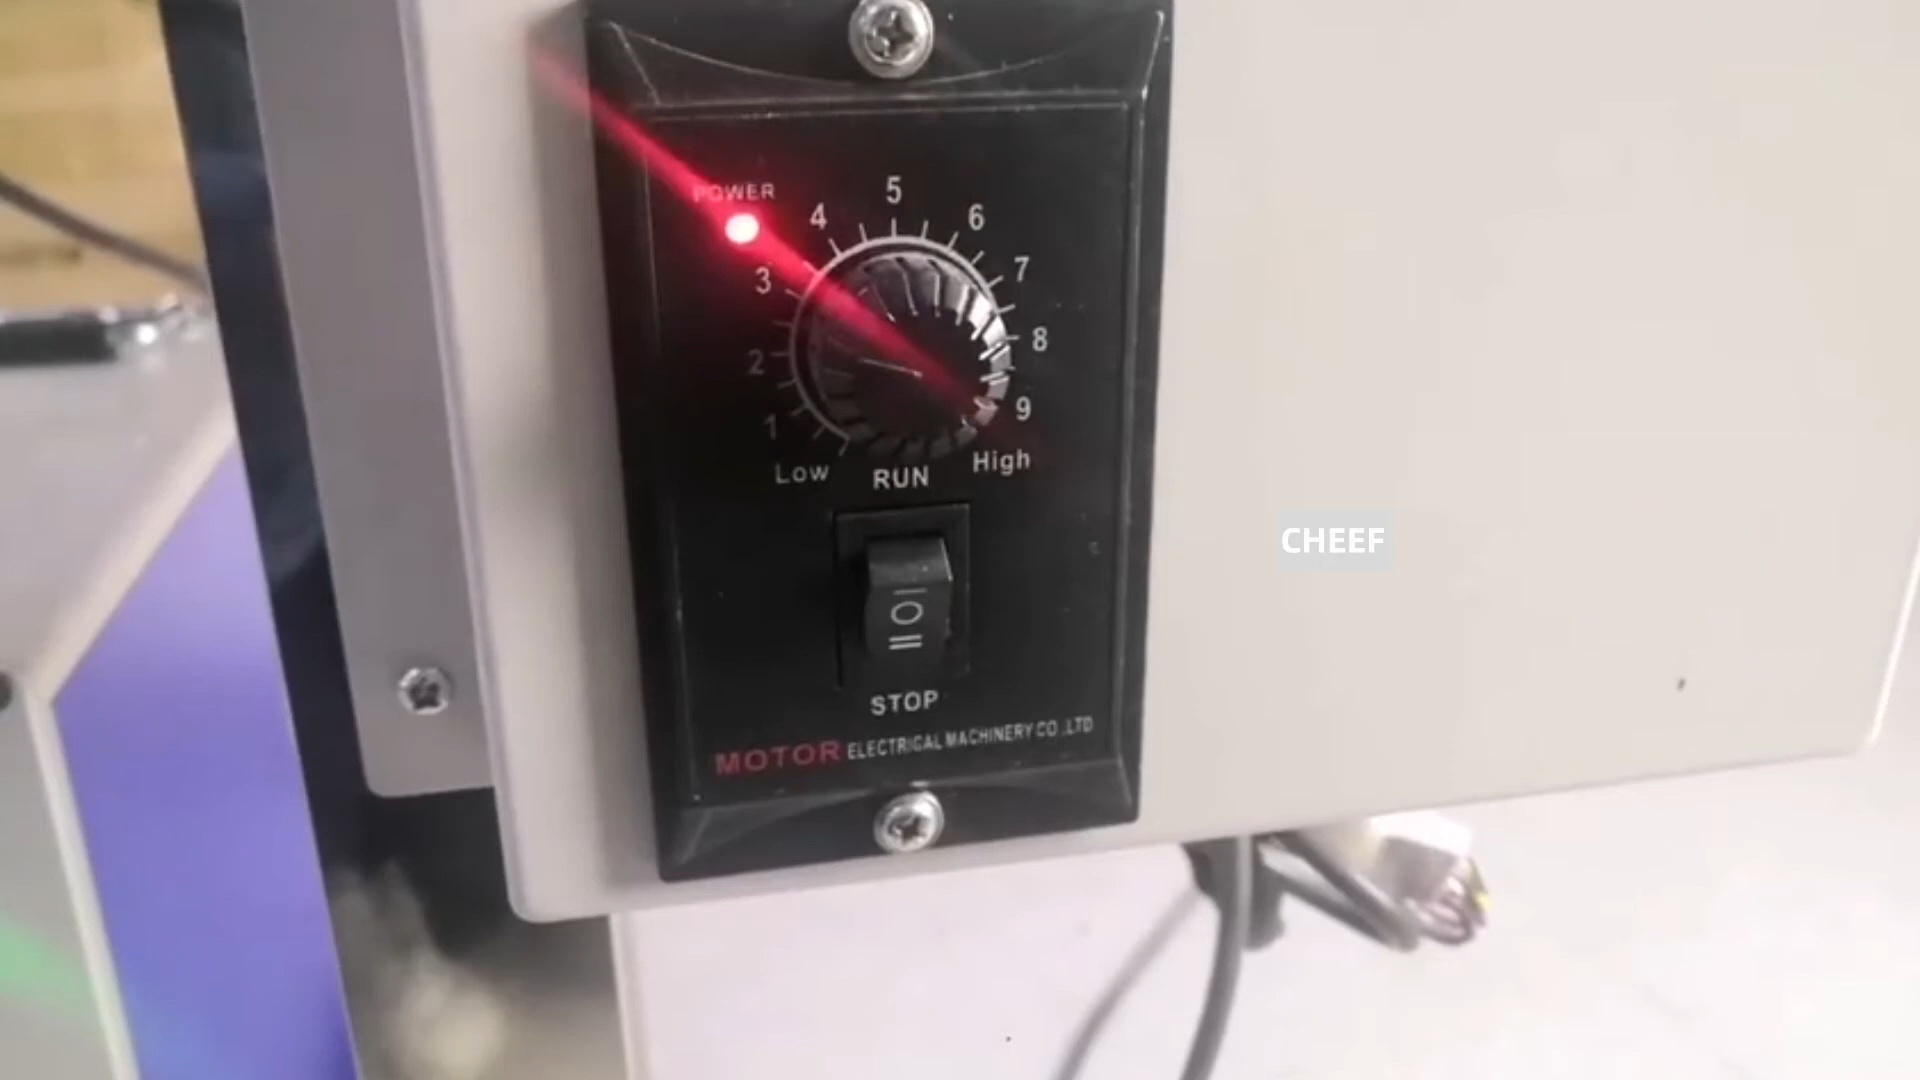 POWER
5
4
6
3
7
2
8
1
9
Low
RUN
High
CHEEF
STOP
MOTOR ELECTRICAL MACHINERY CO.,LTD